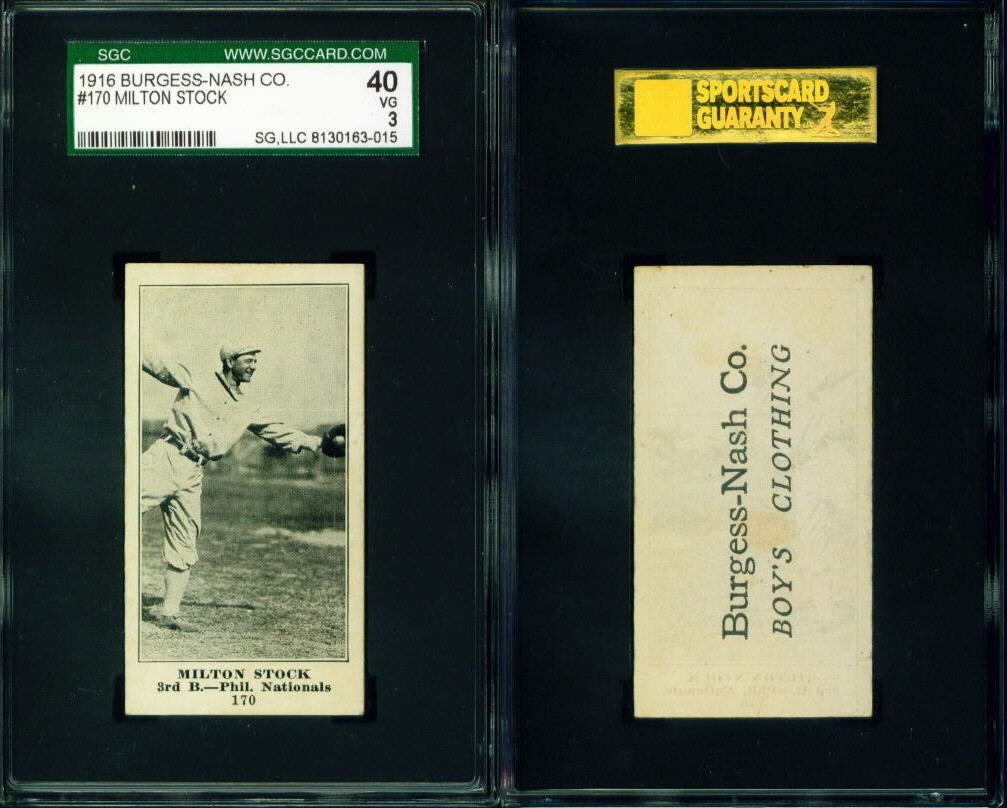 SGC WWW.SGCCARD.COM
1916 BURGESS-NASH CO. 40
#170 MILTON STOCK VG
3
SG,LLC 8130163-015
MILTON STOCK
3rd B.—Phil. Nationals
170
SPORTSCARD
GUARANTY
Burgess-Nash Co.
BOY'S CLOTHING